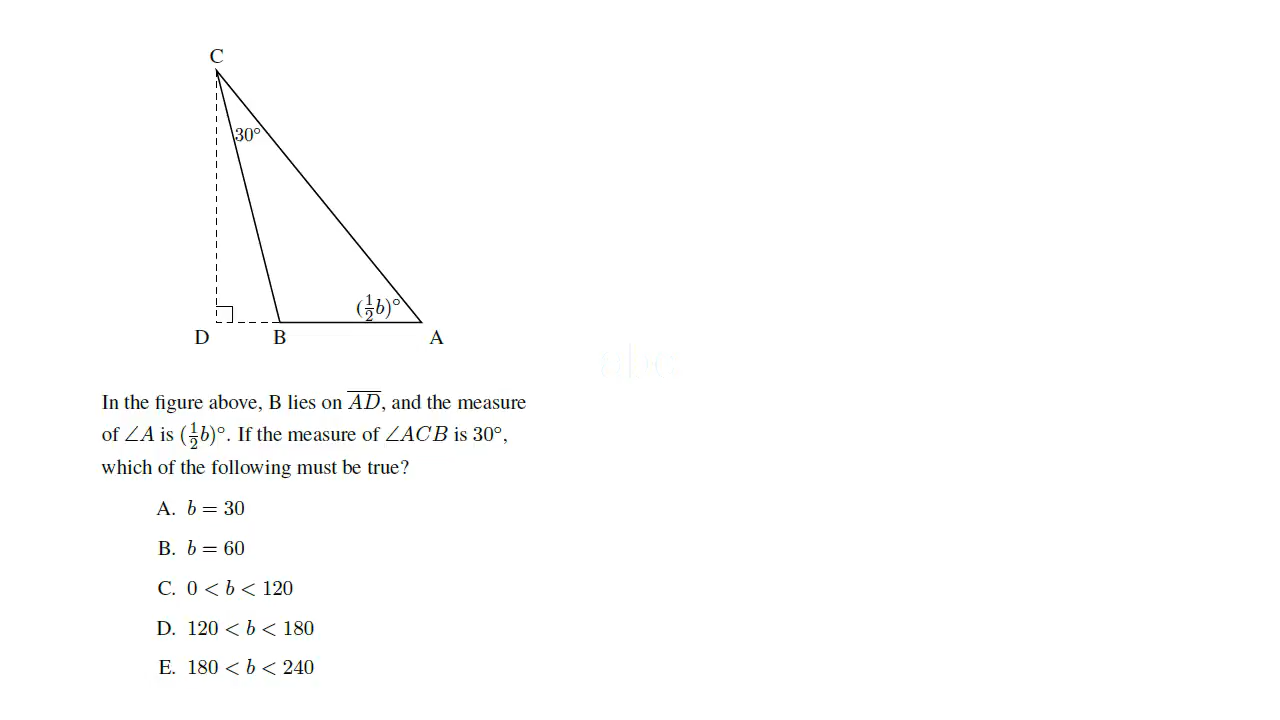 C
30°
(½b)°
D B A
In the figure above, B lies on A̅D̅, and the measure
of ∠A is (½b)°. If the measure of ∠ACB is 30°,
which of the following must be true?
A. b = 30
B. b = 60
C. 0 < b < 120
D. 120 < b < 180
E. 180 < b < 240